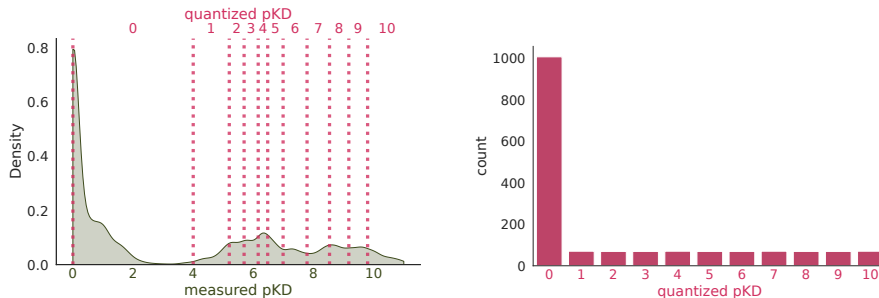 quantized pKD
0 1 2 3 4 5 6 7 8 9 10
0.8
0.6
0.4
0.2
0.0
Density
0 2 4 6 8 10
measured pKD
1000
800
600
400
200
0
count
0 1 2 3 4 5 6 7 8 9 10
quantized pKD